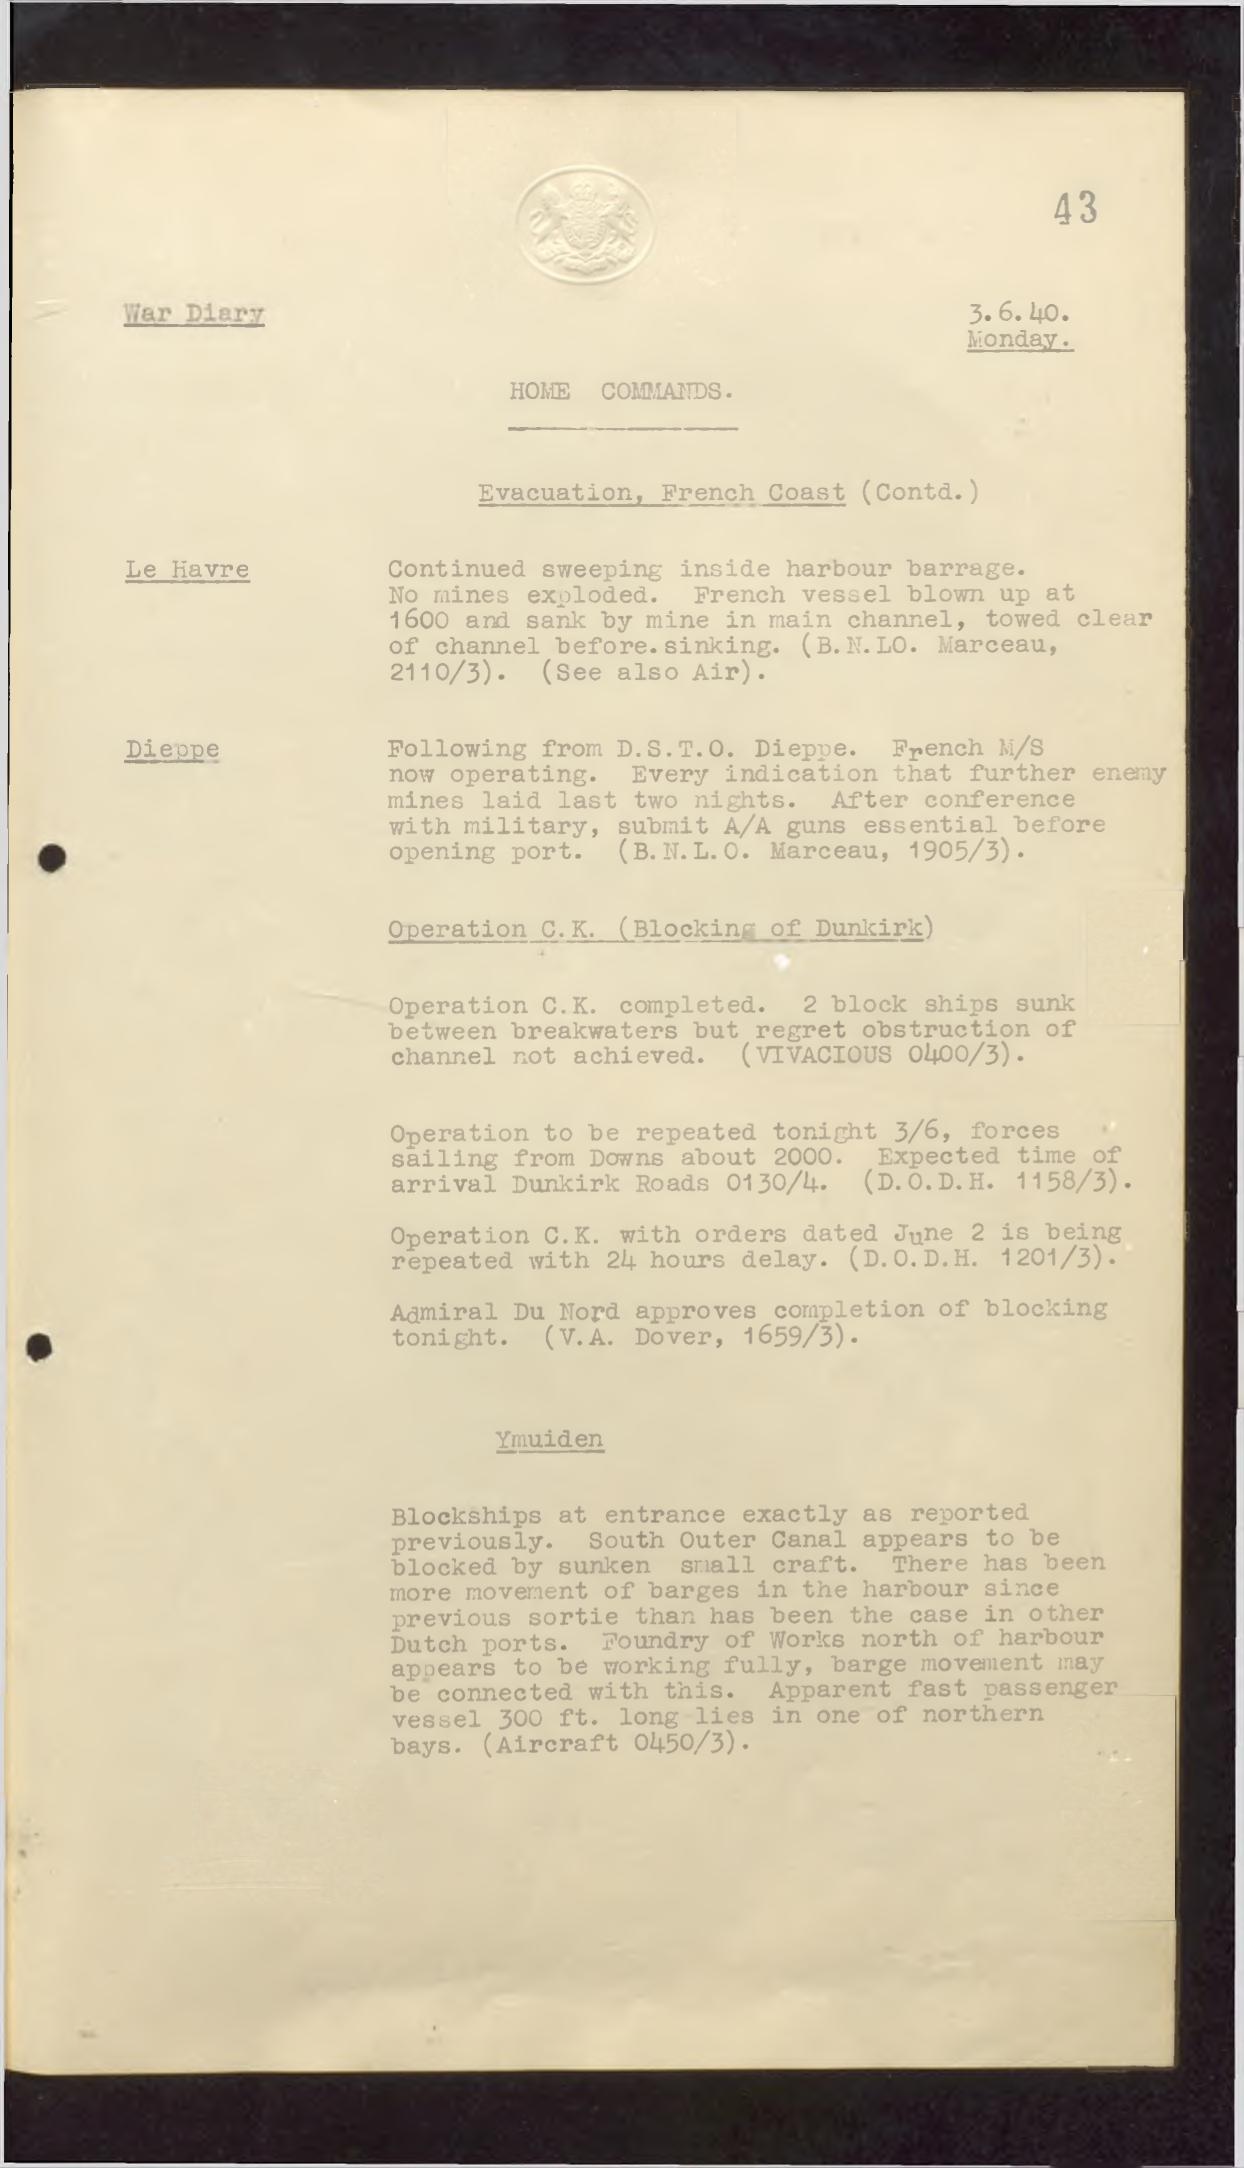 43
War Diary
3.6.40.
Monday.
HOME COMMANDS.
Evacuation, French Coast (Contd.)
Le Havre
Continued sweeping inside harbour barrage.
No mines exploded. French vessel blown up at
1600 and sank by mine in main channel, towed clear
of channel before.sinking. (B.N.LO. Marceau,
2110/3). (See also Air).
Dieppe
Following from D.S.T.O. Dieppe. French M/S
now operating. Every indication that further enemy
mines laid last two nights. After conference
with military, submit A/A guns essential before
opening port. (B.N.L.O. Marceau, 1905/3).
Operation C.K. (Blocking of Dunkirk)
Operation C.K. completed. 2 block ships sunk
between breakwaters but regret obstruction of
channel not achieved. (VIVACIOUS 0400/3).
Operation to be repeated tonight 3/6, forces
sailing from Downs about 2000. Expected time of
arrival Dunkirk Roads 0130/4. (D.O.D.H. 1158/3).
Operation C.K. with orders dated June 2 is being
repeated with 24 hours delay. (D.O.D.H. 1201/3).
Admiral Du Nord approves completion of blocking
tonight. (V.A. Dover, 1659/3).
Ymuiden
Blockships at entrance exactly as reported
previously. South Outer Canal appears to be
blocked by sunken small craft. There has been
more movement of barges in the harbour since
previous sortie than has been the case in other
Dutch ports. Foundry of Works north of harbour
appears to be working fully, barge movement may
be connected with this. Apparent fast passenger
vessel 300 ft. long lies in one of northern
bays. (Aircraft 0450/3).